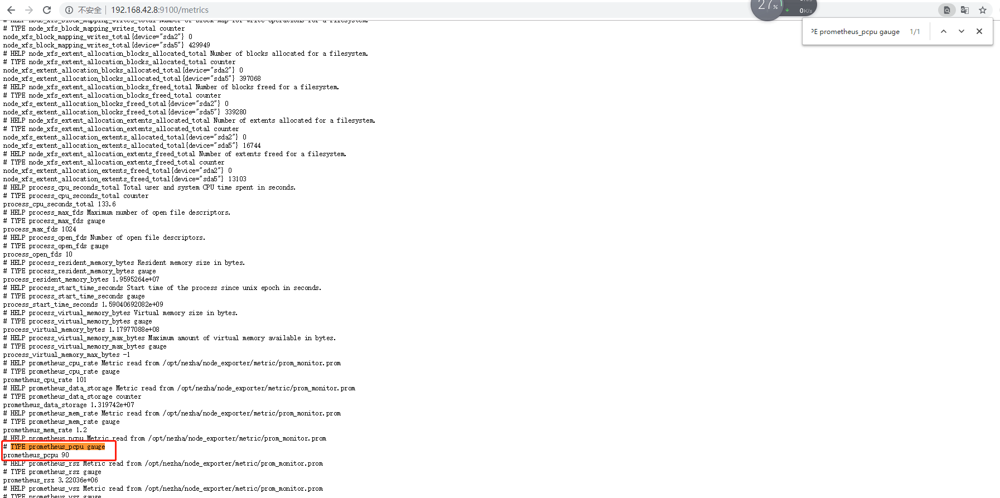 不安全 | 192.168.42.8:9100/metrics
27%
0K/s
PE prometheus_pcpu gauge 1/1
# HELP node_xfs_block_mapping_writes_total Number of block map for write operations for a filesystem.
# TYPE node_xfs_block_mapping_writes_total counter
node_xfs_block_mapping_writes_total{device="sda2"} 0
node_xfs_block_mapping_writes_total{device="sda5"} 429949
# HELP node_xfs_extent_allocation_blocks_allocated_total Number of blocks allocated for a filesystem.
# TYPE node_xfs_extent_allocation_blocks_allocated_total counter
node_xfs_extent_allocation_blocks_allocated_total{device="sda2"} 0
node_xfs_extent_allocation_blocks_allocated_total{device="sda5"} 397068
# HELP node_xfs_extent_allocation_blocks_freed_total Number of blocks freed for a filesystem.
# TYPE node_xfs_extent_allocation_blocks_freed_total counter
node_xfs_extent_allocation_blocks_freed_total{device="sda2"} 0
node_xfs_extent_allocation_blocks_freed_total{device="sda5"} 339280
# HELP node_xfs_extent_allocation_extents_allocated_total Number of extents allocated for a filesystem.
# TYPE node_xfs_extent_allocation_extents_allocated_total counter
node_xfs_extent_allocation_extents_allocated_total{device="sda2"} 0
node_xfs_extent_allocation_extents_allocated_total{device="sda5"} 16744
# HELP node_xfs_extent_allocation_extents_freed_total Number of extents freed for a filesystem.
# TYPE node_xfs_extent_allocation_extents_freed_total counter
node_xfs_extent_allocation_extents_freed_total{device="sda2"} 0
node_xfs_extent_allocation_extents_freed_total{device="sda5"} 13103
# HELP process_cpu_seconds_total Total user and system CPU time spent in seconds.
# TYPE process_cpu_seconds_total counter
process_cpu_seconds_total 133.6
# HELP process_max_fds Maximum number of open file descriptors.
# TYPE process_max_fds gauge
process_max_fds 1024
# HELP process_open_fds Number of open file descriptors.
# TYPE process_open_fds gauge
process_open_fds 10
# HELP process_resident_memory_bytes Resident memory size in bytes.
# TYPE process_resident_memory_bytes gauge
process_resident_memory_bytes 1.9595264e+07
# HELP process_start_time_seconds Start time of the process since unix epoch in seconds.
# TYPE process_start_time_seconds gauge
process_start_time_seconds 1.59040692082e+09
# HELP process_virtual_memory_bytes Virtual memory size in bytes.
# TYPE process_virtual_memory_bytes gauge
process_virtual_memory_bytes 1.17977088e+08
# HELP process_virtual_memory_max_bytes Maximum amount of virtual memory available in bytes.
# TYPE process_virtual_memory_max_bytes gauge
process_virtual_memory_max_bytes -1
# HELP prometheus_cpu_rate Metric read from /opt/nezha/node_exporter/metric/prom_monitor.prom
# TYPE prometheus_cpu_rate gauge
prometheus_cpu_rate 101
# HELP prometheus_data_storage Metric read from /opt/nezha/node_exporter/metric/prom_monitor.prom
# TYPE prometheus_data_storage counter
prometheus_data_storage 1.319742e+07
# HELP prometheus_mem_rate Metric read from /opt/nezha/node_exporter/metric/prom_monitor.prom
# TYPE prometheus_mem_rate gauge
prometheus_mem_rate 1.2
# HELP prometheus_pcpu Metric read from /opt/nezha/node_exporter/metric/prom_monitor.prom
# TYPE prometheus_pcpu gauge
prometheus_pcpu 90
# HELP prometheus_rsz Metric read from /opt/nezha/node_exporter/metric/prom_monitor.prom
# TYPE prometheus_rsz gauge
prometheus_rsz 3.22036e+06
# HELP prometheus_vsz Metric read from /opt/nezha/node_exporter/metric/prom_monitor.prom
# TYPE prometheus_vsz gauge